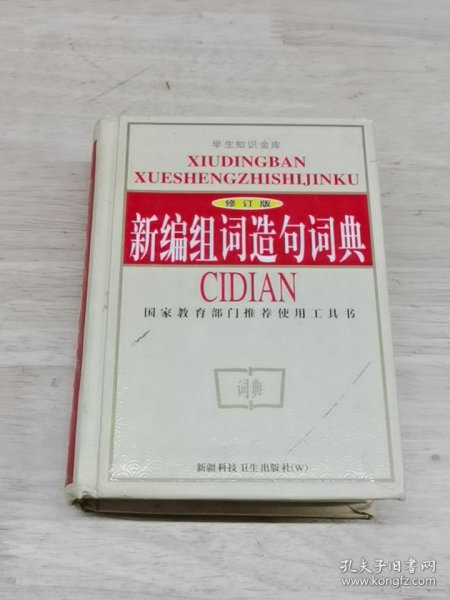 学生知识金库
XIUDINGBAN
XUESHENGZHISHIJINKU
修订版
新编组词造句词典
CIDIAN
国家教育部门推荐使用工具书
词典
新疆科技卫生出版社(W)
孔夫子旧书网
www.kongfz.com